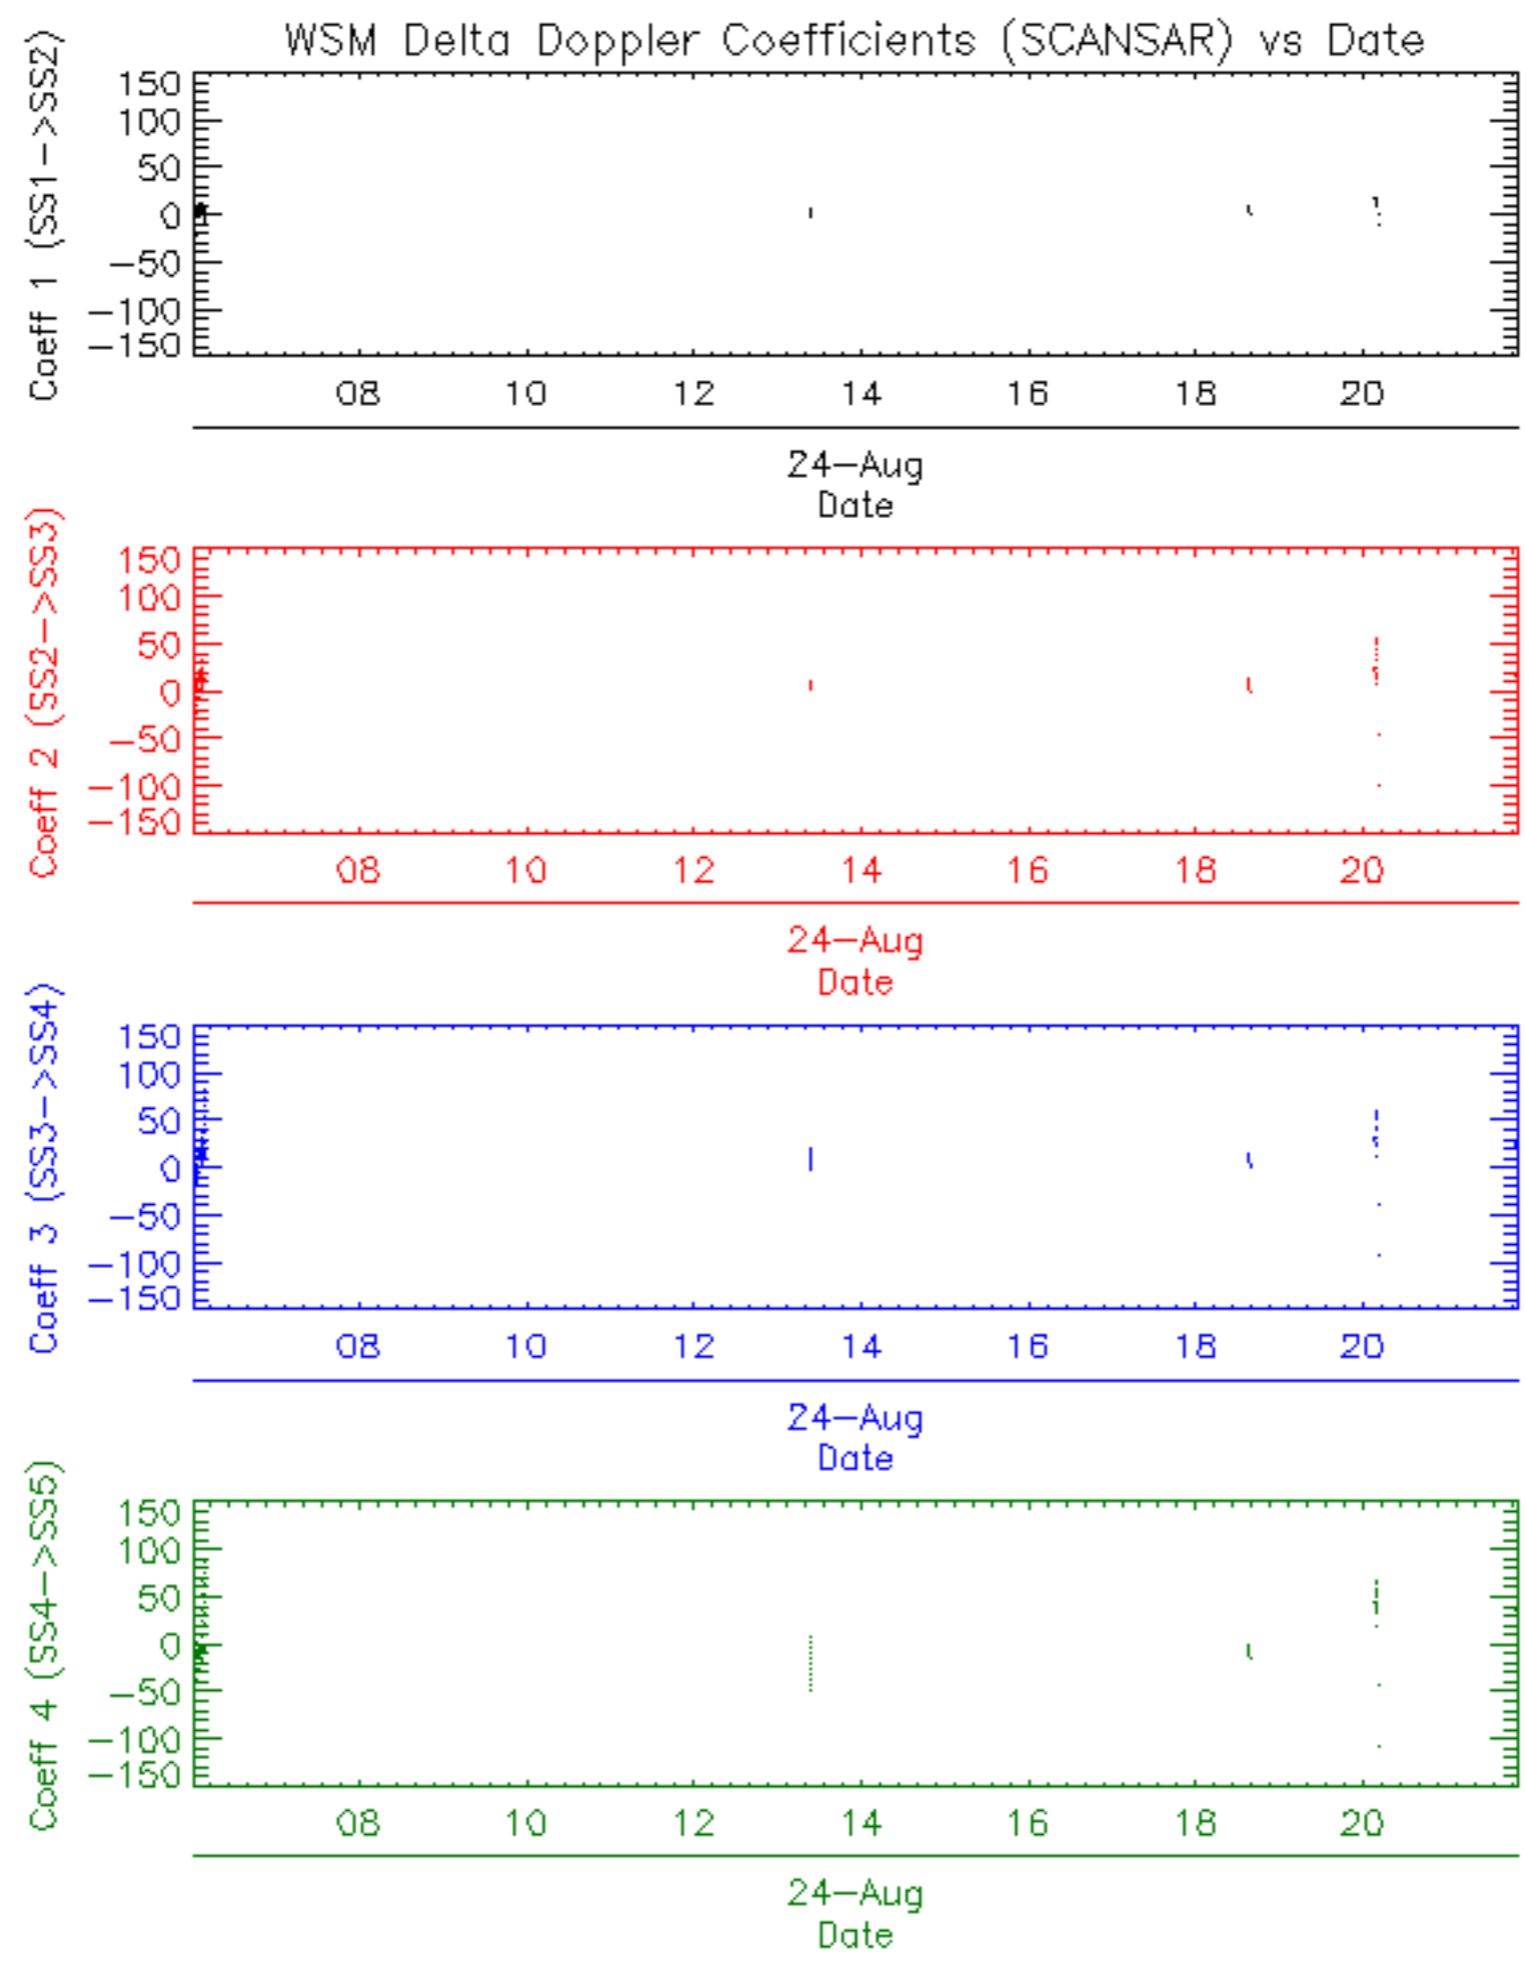 WSM Delta Doppler Coefficients (SCANSAR) vs Date
Coeff 1 (SS1->SS2)
150
100
50
0
-50
-100
-150
08 10 12 14 16 18 20
24-Aug
Date
Coeff 2 (SS2->SS3)
150
100
50
0
-50
-100
-150
08 10 12 14 16 18 20
24-Aug
Date
Coeff 3 (SS3->SS4)
150
100
50
0
-50
-100
-150
08 10 12 14 16 18 20
24-Aug
Date
Coeff 4 (SS4->SS5)
150
100
50
0
-50
-100
-150
08 10 12 14 16 18 20
24-Aug
Date